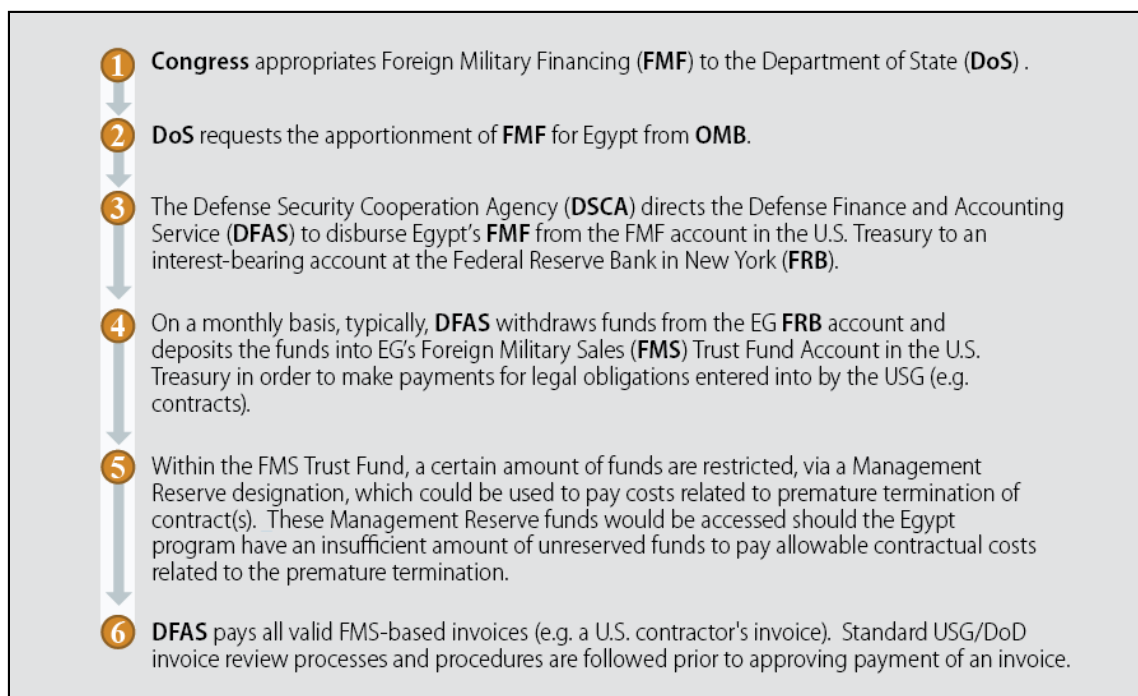 1 Congress appropriates Foreign Military Financing (FMF) to the Department of State (DoS) .
2 DoS requests the apportionment of FMF for Egypt from OMB.
3 The Defense Security Cooperation Agency (DSCA) directs the Defense Finance and Accounting
Service (DFAS) to disburse Egypt's FMF from the FMF account in the U.S. Treasury to an
interest-bearing account at the Federal Reserve Bank in New York (FRB).
4 On a monthly basis, typically, DFAS withdraws funds from the EG FRB account and
deposits the funds into EG's Foreign Military Sales (FMS) Trust Fund Account in the U.S.
Treasury in order to make payments for legal obligations entered into by the USG (e.g.
contracts).
5 Within the FMS Trust Fund, a certain amount of funds are restricted, via a Management
Reserve designation, which could be used to pay costs related to premature termination of
contract(s).  These Management Reserve funds would be accessed should the Egypt
program have an insufficient amount of unreserved funds to pay allowable contractual costs
related to the premature termination.
6 DFAS pays all valid FMS-based invoices (e.g. a U.S. contractor's invoice).  Standard USG/DoD
invoice review processes and procedures are followed prior to approving payment of an invoice.